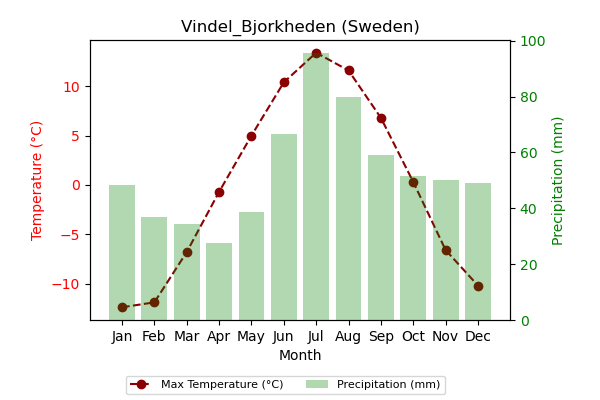 Vindel_Bjorkheden (Sweden)
Temperature (°C)
10
5
0
−5
−10
100
80
60
40
20
0
Precipitation (mm)
Jan Feb Mar Apr May Jun Jul Aug Sep Oct Nov Dec
Month
Max Temperature (°C) Precipitation (mm)